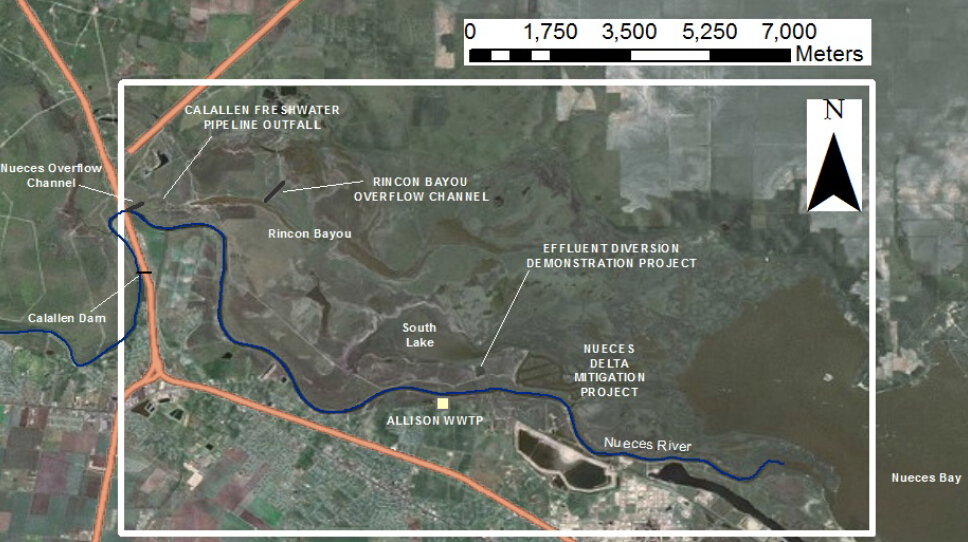 0 1,750 3,500 5,250 7,000
Meters
N
CALALLEN FRESHWATER
PIPELINE OUTFALL
Nueces Overflow
Channel
RINCON BAYOU
OVERFLOW CHANNEL
Rincon Bayou
EFFLUENT DIVERSION
DEMONSTRATION PROJECT
Calallen Dam
South
Lake
NUECES
DELTA
MITIGATION
PROJECT
ALLISON WWTP
Nueces River
Nueces Bay